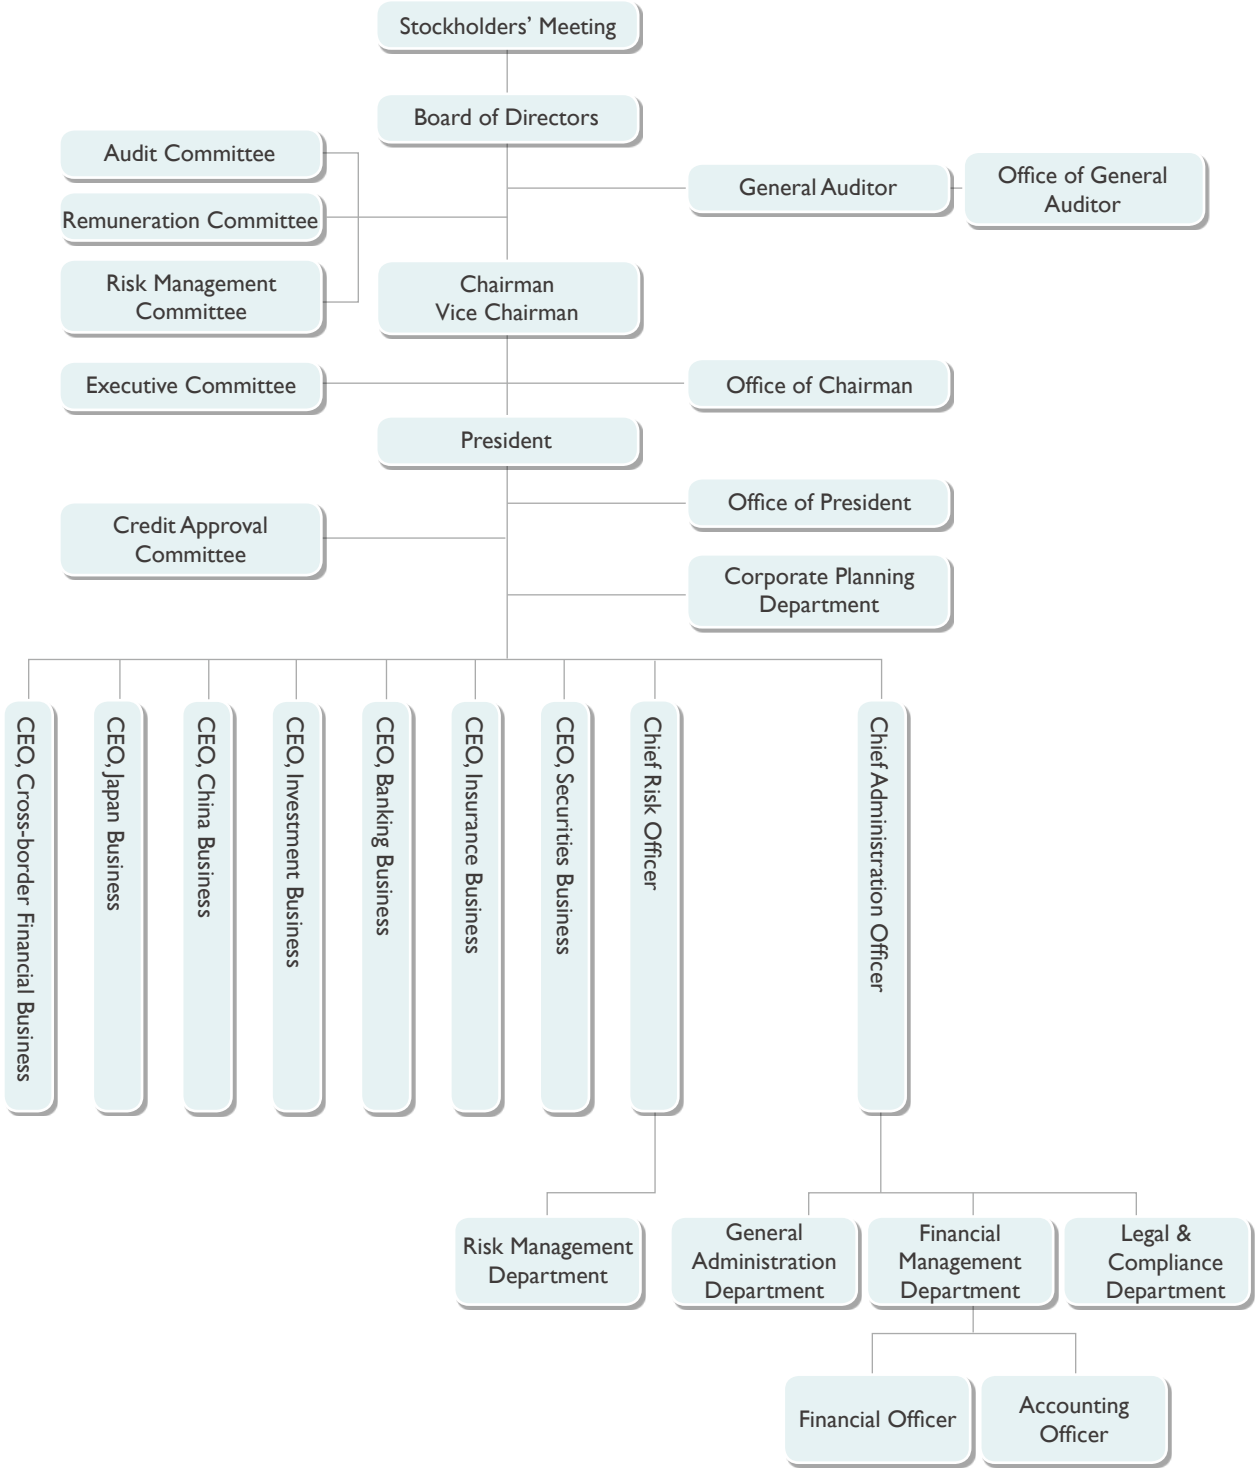 Stockholders’ Meeting
Board of Directors
Audit Committee
General Auditor
Office of General
Auditor
Remuneration Committee
Risk Management
Committee
Chairman
Vice Chairman
Executive Committee
Office of Chairman
President
Office of President
Credit Approval
Committee
Corporate Planning
Department
CEO, Cross-border Financial Business
CEO, Japan Business
CEO, China Business
CEO, Investment Business
CEO, Banking Business
CEO, Insurance Business
CEO, Securities Business
Chief Risk Officer
Chief Administration Officer
Risk Management
Department
General
Administration
Department
Financial
Management
Department
Legal &
Compliance
Department
Financial Officer
Accounting
Officer